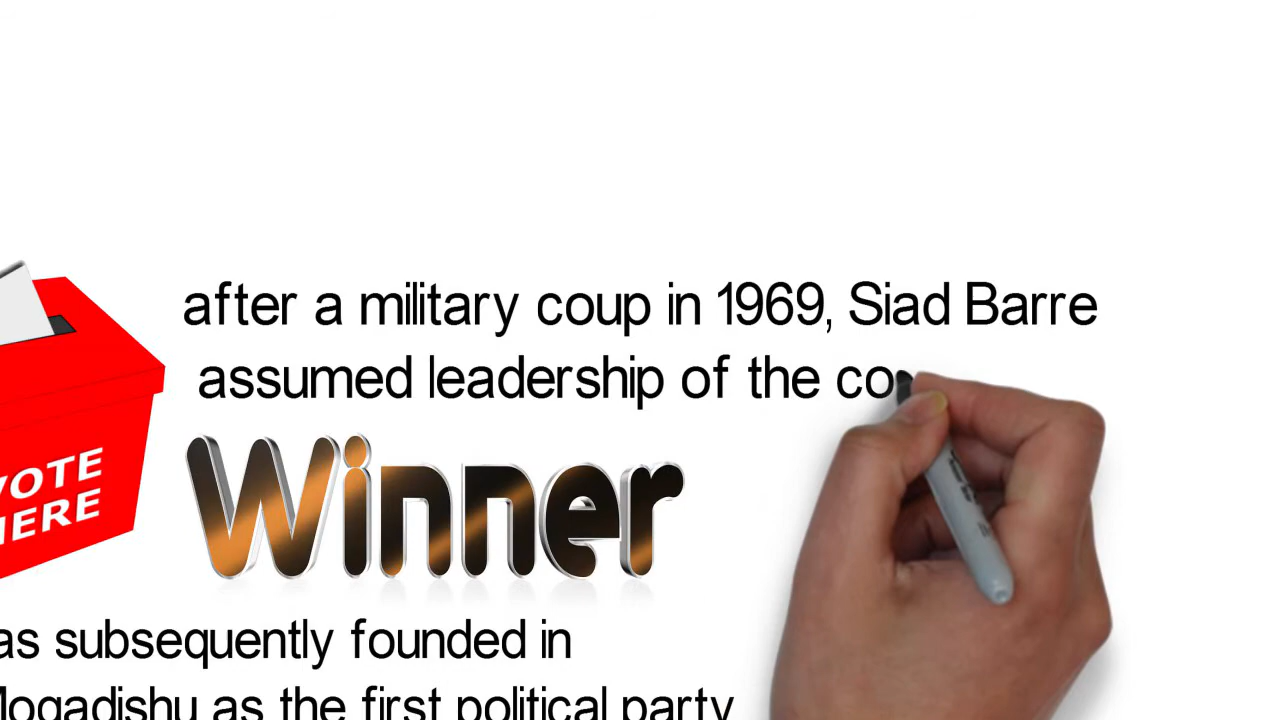 after a military coup in 1969, Siad Barre
assumed leadership of the co
VOTE
HERE
Winner
as subsequently founded in
Mogadishu as the first political party